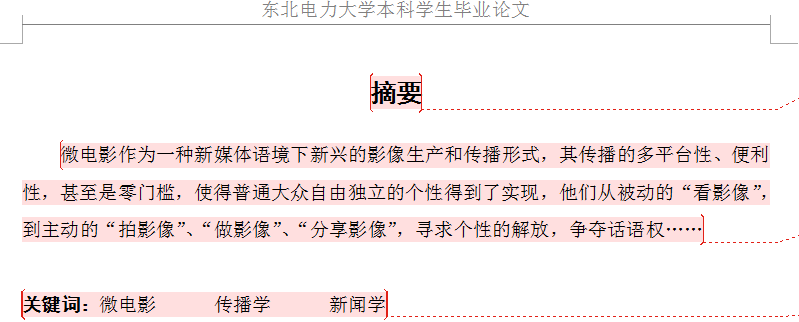 东北电力大学本科学生毕业论文
摘要
微电影作为一种新媒体语境下新兴的影像生产和传播形式，其传播的多平台性、便利
性，甚至是零门槛，使得普通大众自由独立的个性得到了实现，他们从被动的“看影像”，
到主动的“拍影像”、“做影像”、“分享影像”，寻求个性的解放，争夺话语权……
关键词：微电影 传播学 新闻学